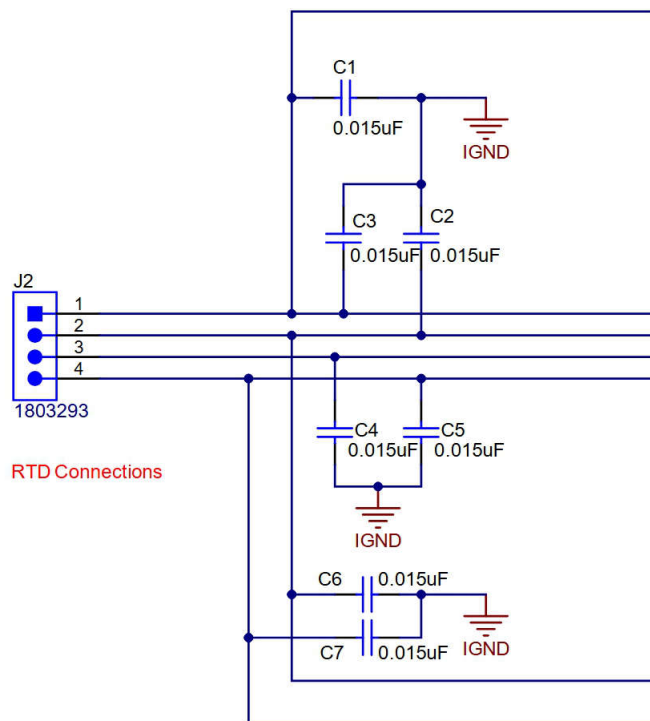 C1
0.015uF
IGND
C3
C2
0.015uF
0.015uF
J2
1
2
3
4
1803293
C4
C5
0.015uF
0.015uF
RTD Connections
IGND
C6
0.015uF
C7
0.015uF
IGND